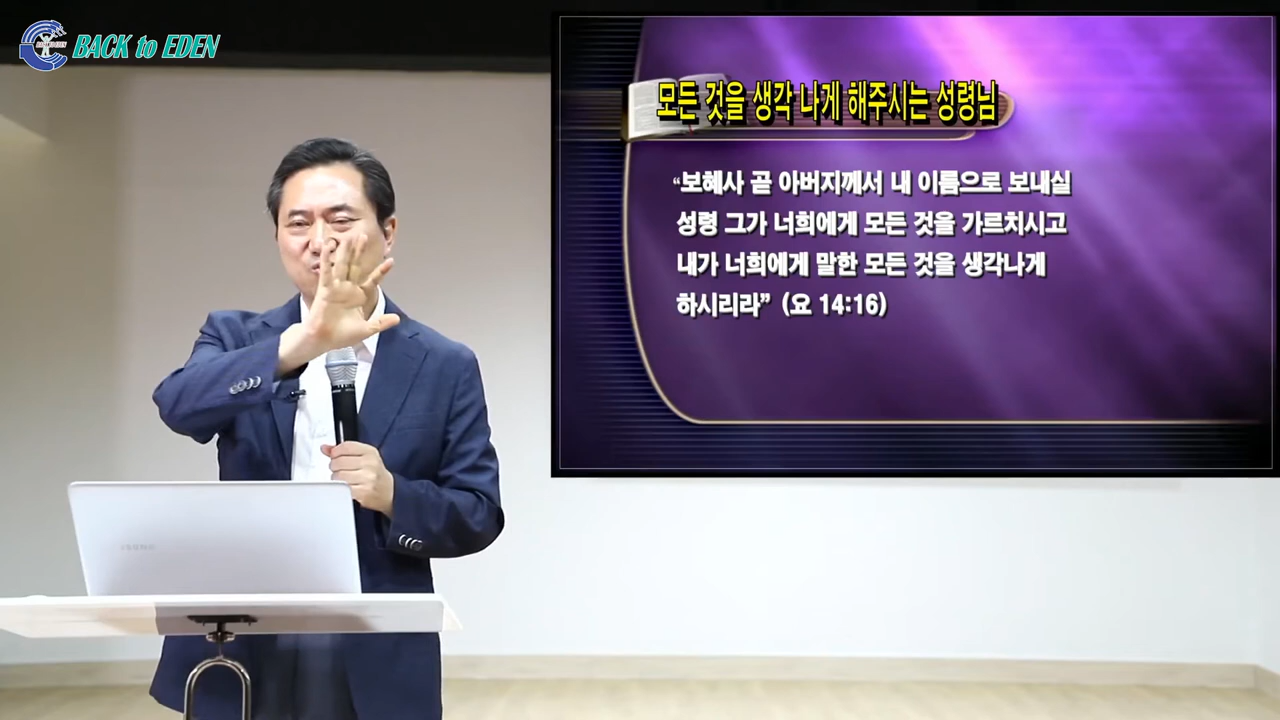 BACK to EDEN
모든 것을 생각 나게 해주시는 성령님
“보혜사 곧 아버지께서 내 이름으로 보내실
성령 그가 너희에게 모든 것을 가르치시고
내가 너희에게 말한 모든 것을 생각나게
하시리라” (요 14:16)